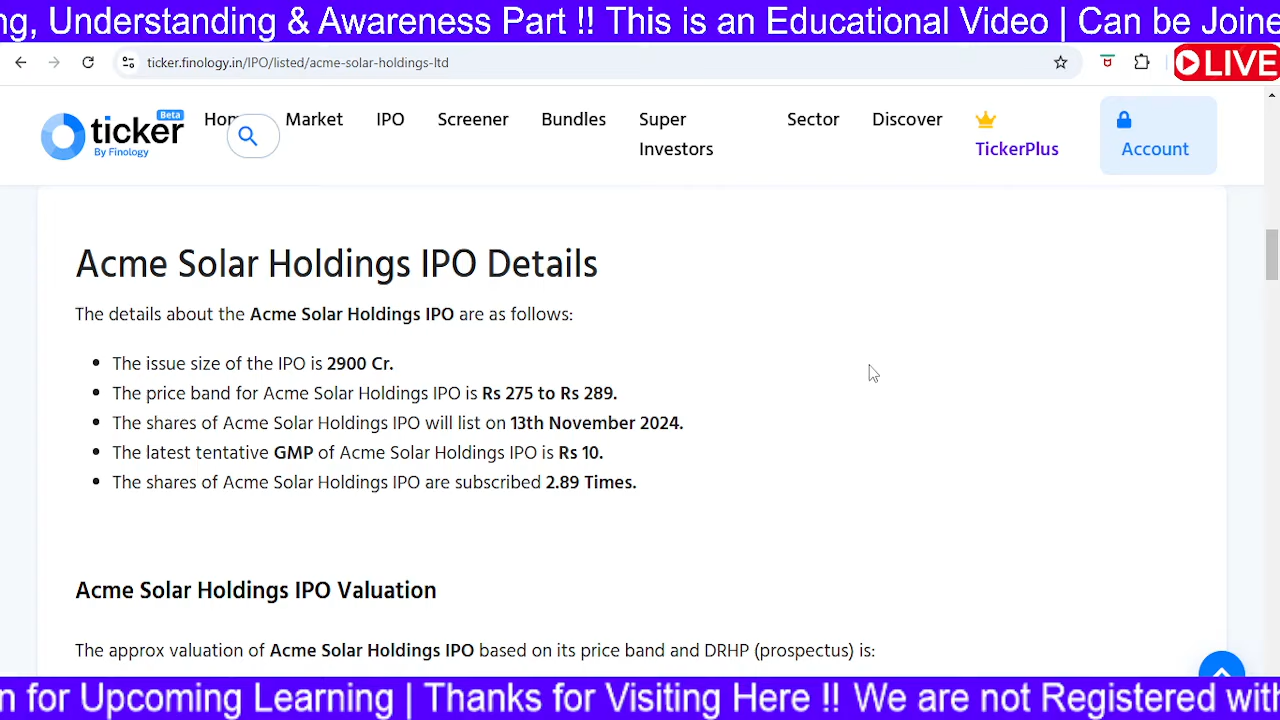 ng, Understanding & Awareness Part !! This is an Educational Video | Can be Joine
ticker.finology.in/IPO/listed/acme-solar-holdings-ltd
LIVE
ticker Beta
By Finology
Hom Market IPO Screener Bundles Super Investors Sector Discover TickerPlus Account
Acme Solar Holdings IPO Details
The details about the Acme Solar Holdings IPO are as follows:
• The issue size of the IPO is 2900 Cr.
• The price band for Acme Solar Holdings IPO is Rs 275 to Rs 289.
• The shares of Acme Solar Holdings IPO will list on 13th November 2024.
• The latest tentative GMP of Acme Solar Holdings IPO is Rs 10.
• The shares of Acme Solar Holdings IPO are subscribed 2.89 Times.
Acme Solar Holdings IPO Valuation
The approx valuation of Acme Solar Holdings IPO based on its price band and DRHP (prospectus) is:
n for Upcoming Learning | Thanks for Visiting Here !! We are not Registered with